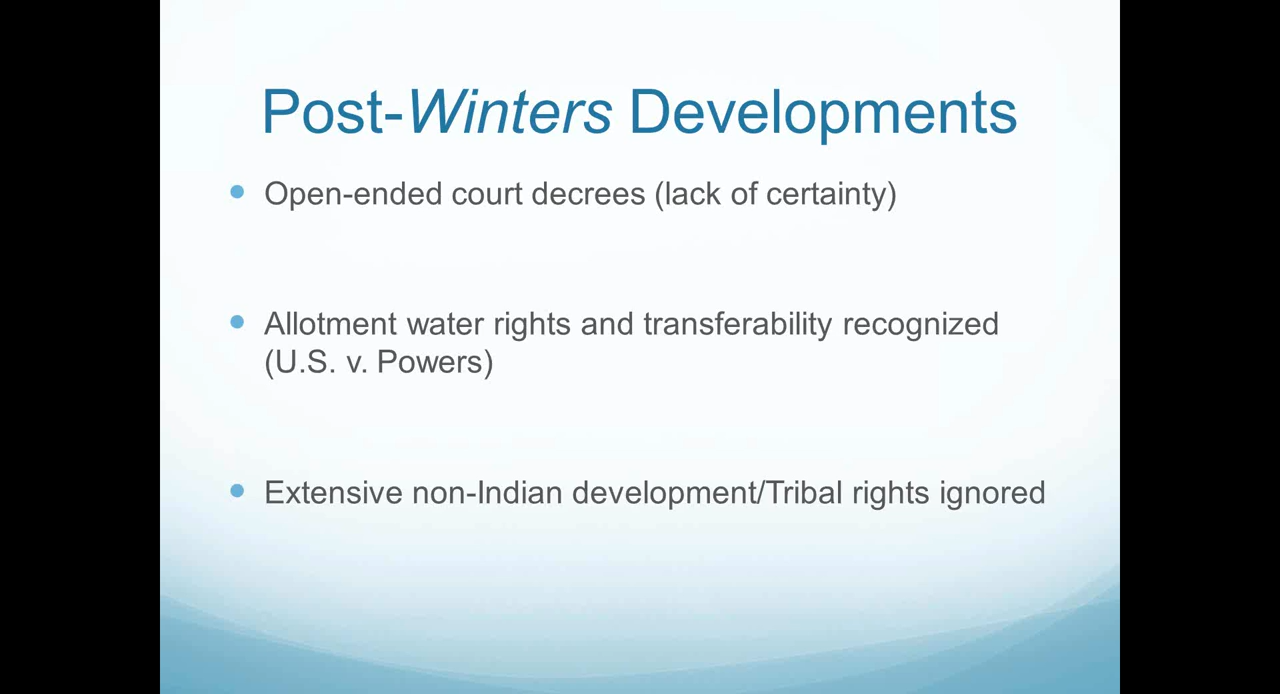 Post-Winters Developments
Open-ended court decrees (lack of certainty)
Allotment water rights and transferability recognized
(U.S. v. Powers)
Extensive non-Indian development/Tribal rights ignored